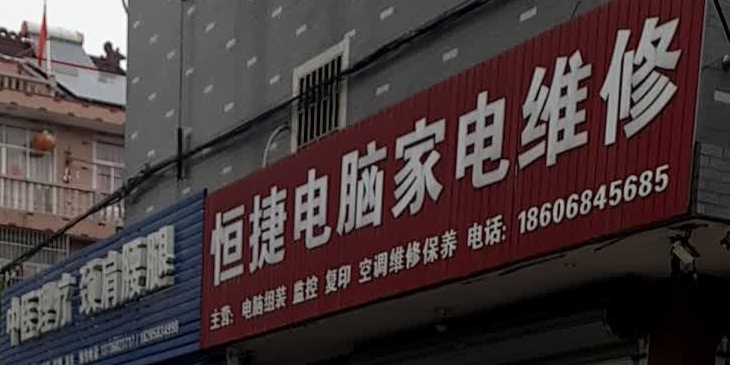 恒捷电脑家电维修
主营: 电脑组装 监控 复印 空调维修保养 电话: 18606845685
中医理疗 颈肩腰腿